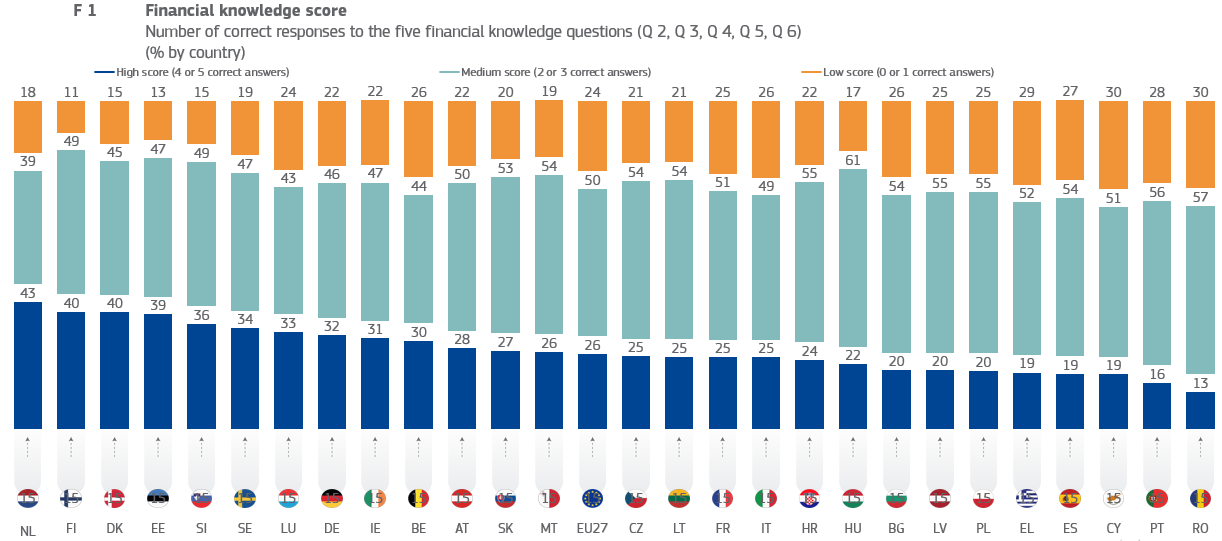 F 1 Financial knowledge score
Number of correct responses to the five financial knowledge questions (Q 2, Q 3, Q 4, Q 5, Q 6)
(% by country)
High score (4 or 5 correct answers) Medium score (2 or 3 correct answers) Low score (0 or 1 correct answers)
18 11 15 13 15 19 24 22 22 26 22 20 19 24 21 21 25 26 22 17 26 25 25 29 27 30 28 30
39 49 45 47 49 47 43 46 47 44 50 53 54 50 54 54 51 49 55 61 54 55 55 52 54 51 56 57
43 40 40 39 36 34 33 32 31 30 28 27 26 26 25 25 25 25 24 22 20 20 20 19 19 19 16 13
NL FI DK EE SI SE LU DE IE BE AT SK MT EU27 CZ LT FR IT HR HU BG LV PL EL ES CY PT RO